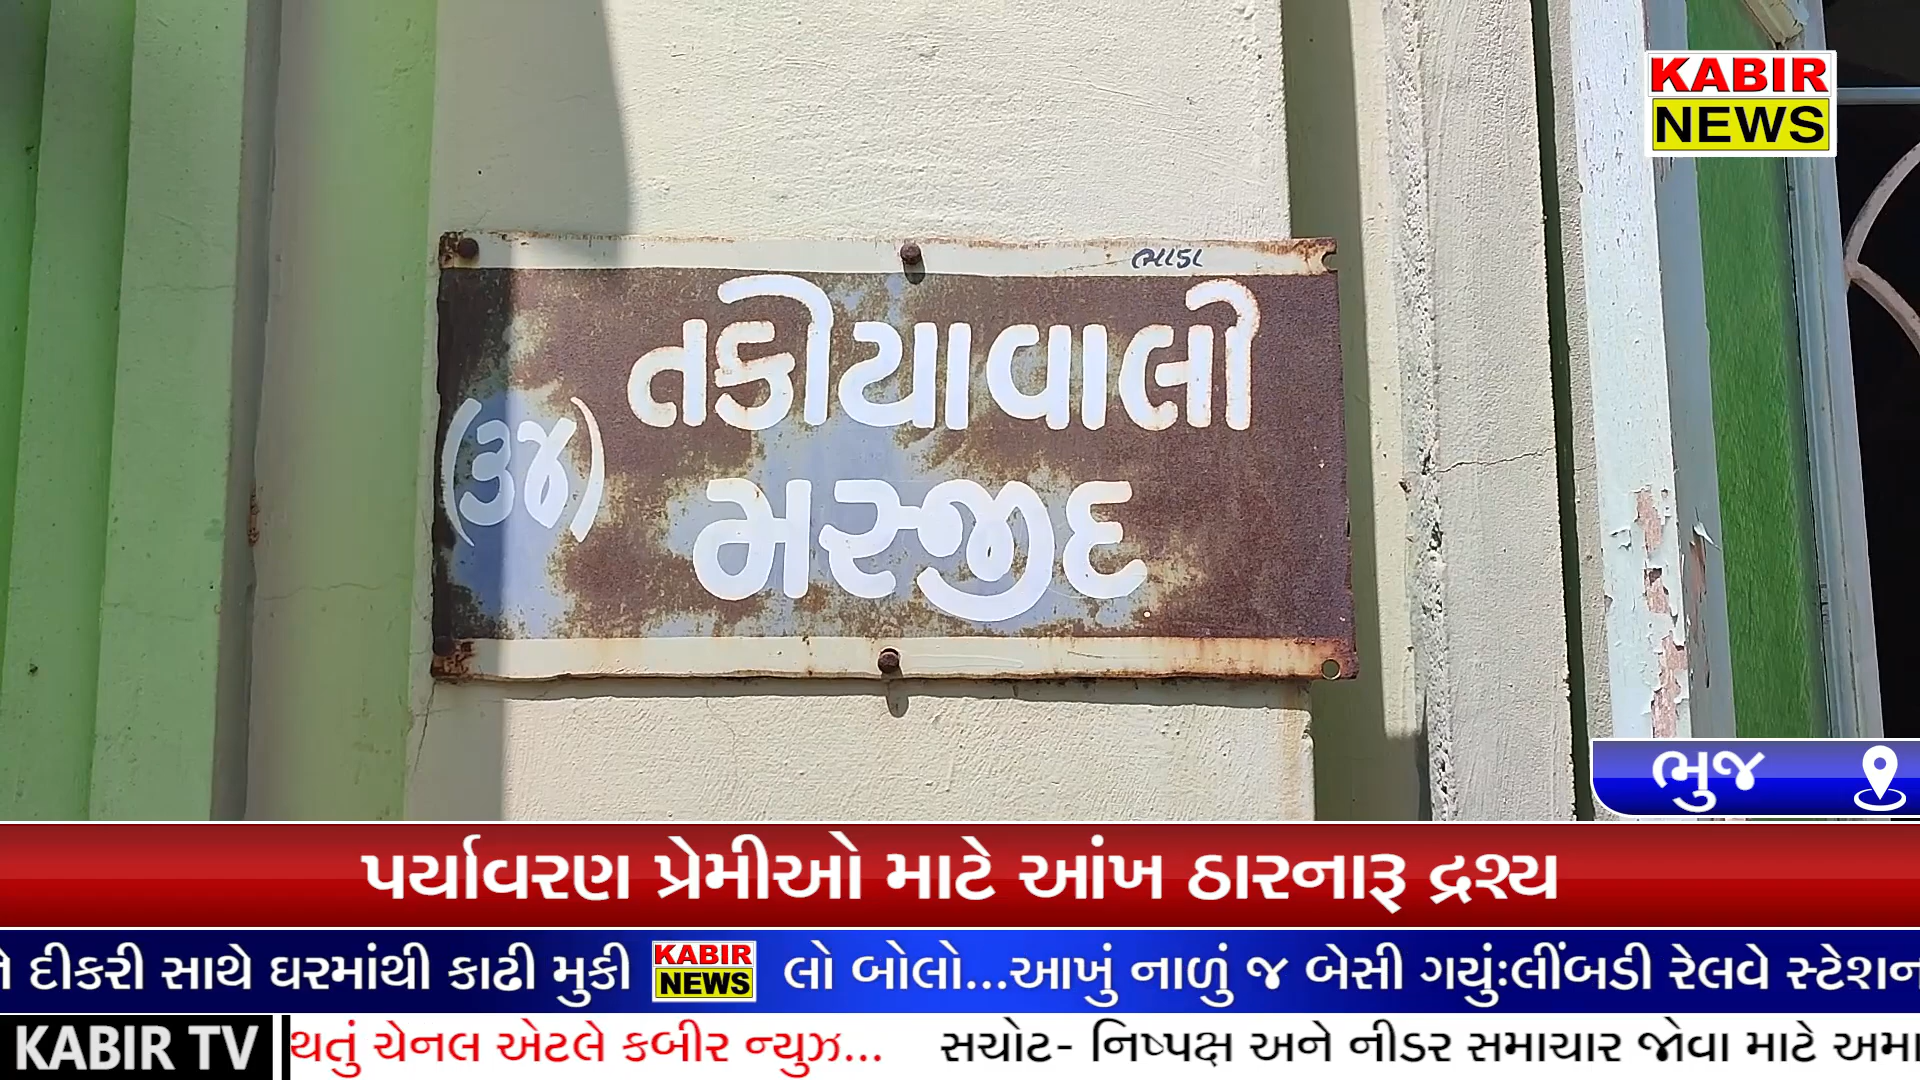 KABIR
NEWS
તકીયાવાલી
મસ્જીદ
ભુજ
પર્યાવરણ પ્રેમીઓ માટે આંખ ઠારનારૂ દ્રશ્ય
દીકરી સાથે ઘરમાંથી કાઢી મુકી KABIR NEWS લો બોલો...આખું નાળું જ બેસી ગયું:લીંબડી રેલવે સ્ટેશન
KABIR TV થતું ચેનલ એટલે કબીર ન્યુઝ... સચોટ- નિષ્પક્ષ અને નીડર સમાચાર જોવા માટે અમા